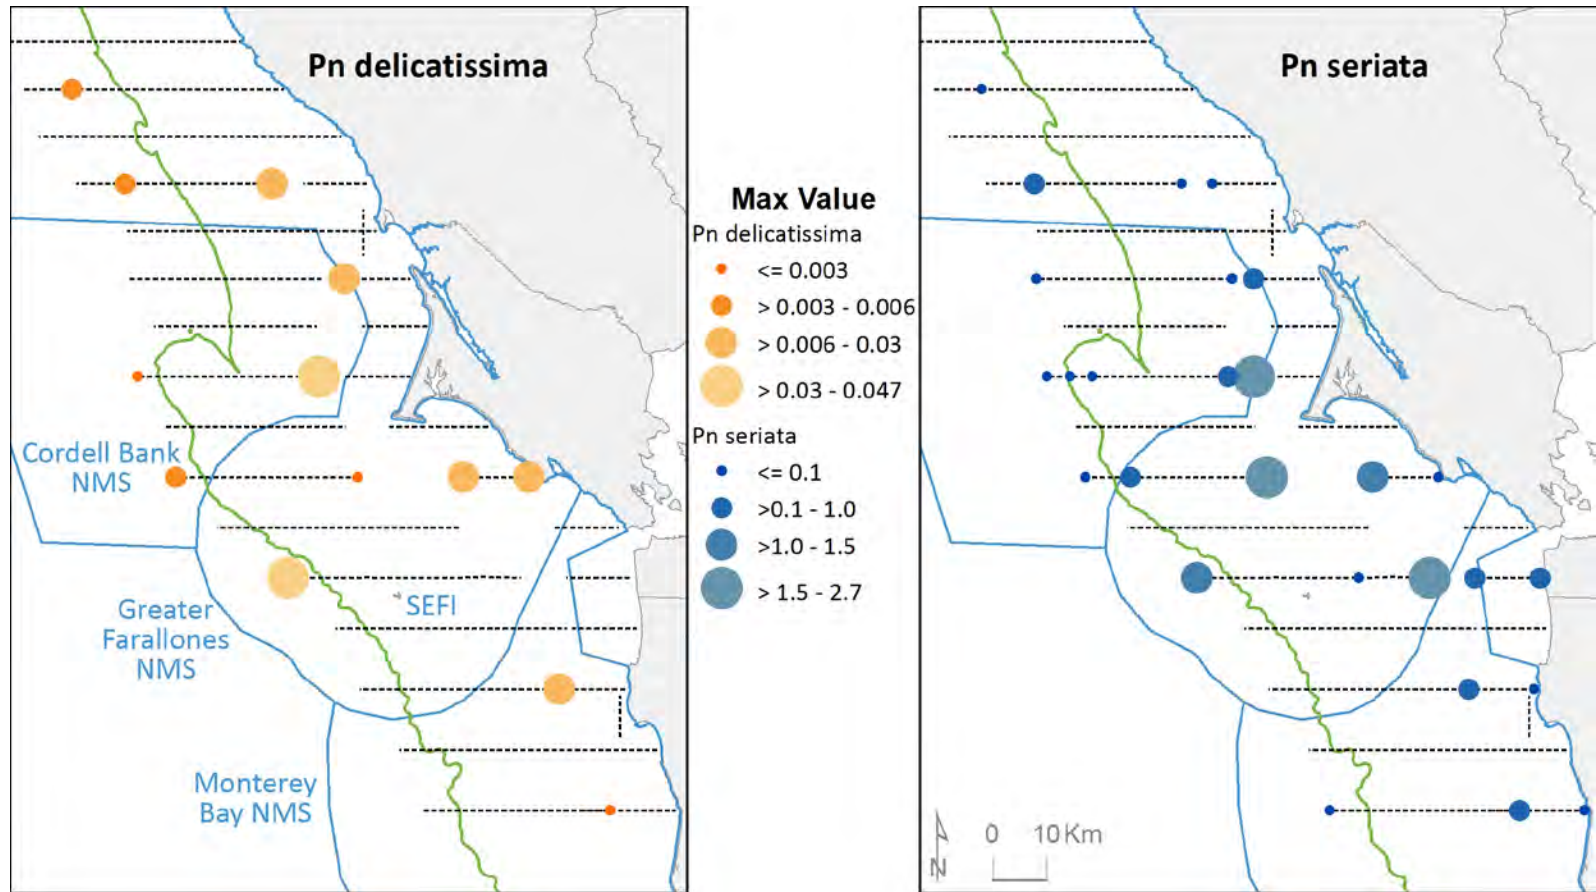 Pn delicatissima
Cordell Bank
NMS
Greater
Farallones
NMS
SEFI
Monterey
Bay NMS
Max Value
Pn delicatissima
<= 0.003
> 0.003 - 0.006
> 0.006 - 0.03
> 0.03 - 0.047
Pn seriata
<= 0.1
>0.1 - 1.0
>1.0 - 1.5
> 1.5 - 2.7
Pn seriata
N
0 10 Km